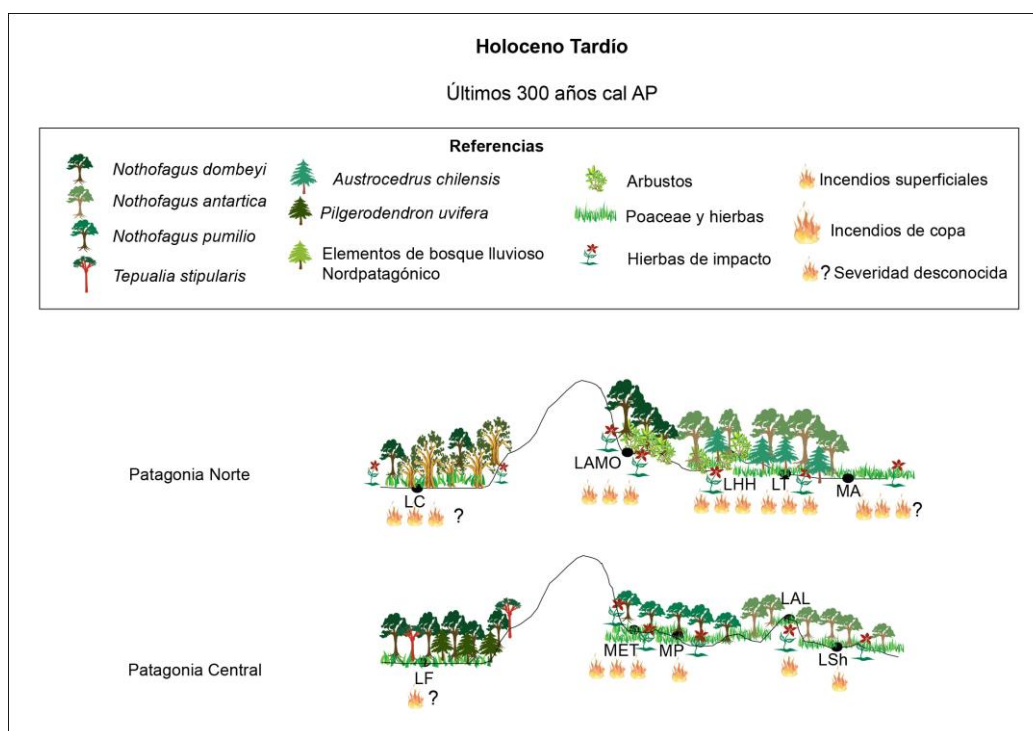 Holoceno Tardío
Últimos 300 años cal AP
Referencias
Nothofagus dombeyi
Nothofagus antartica
Nothofagus pumilio
Tepualia stipularis
Austrocedrus chilensis
Pilgerodendron uvifera
Elementos de bosque lluvioso
Nordpatagónico
Arbustos
Poaceae y hierbas
Hierbas de impacto
Incendios superficiales
Incendios de copa
? Severidad desconocida
Patagonia Norte
LC
?
LAMO
LHH
LT
MA
?
Patagonia Central
LF
?
MET
MP
LAL
LSh